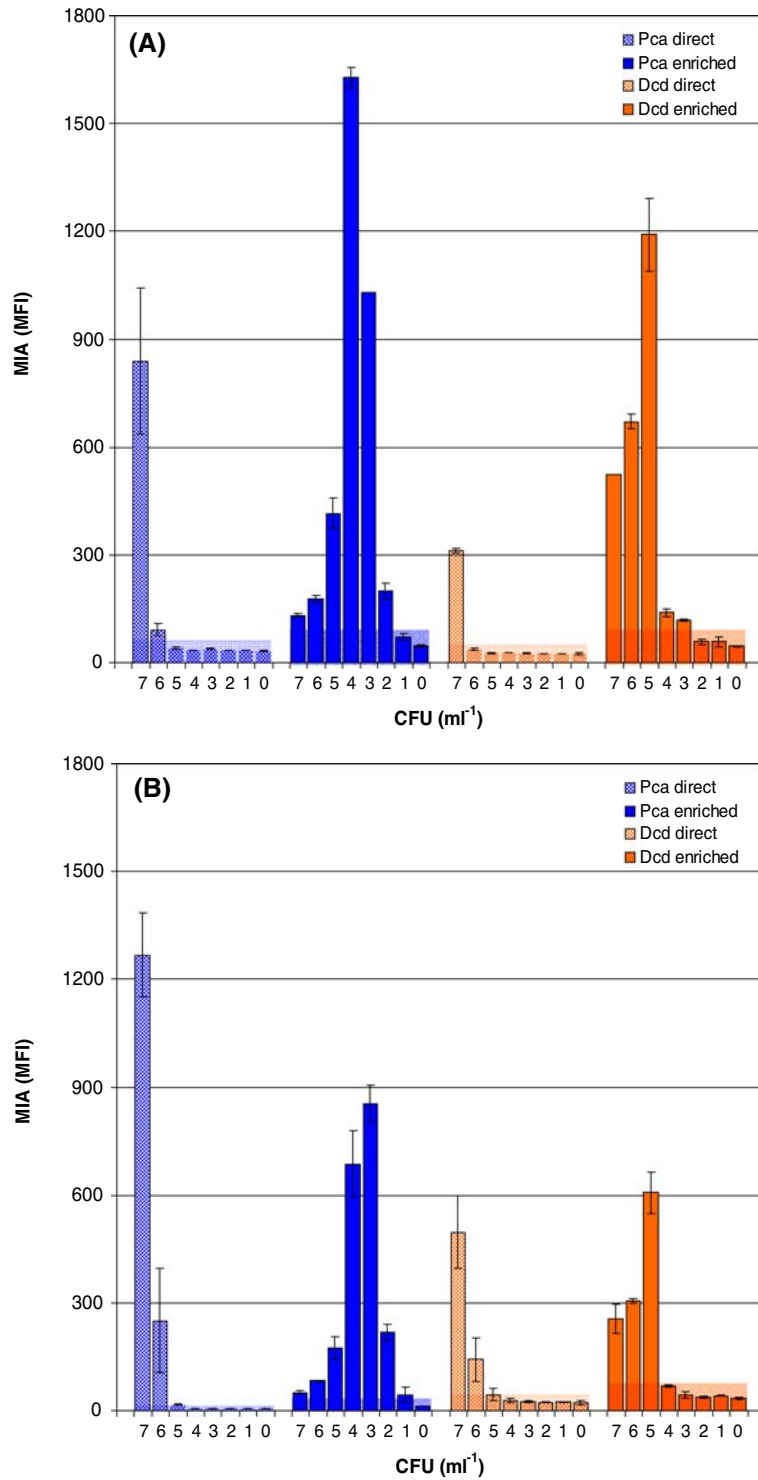 (A)
Pca direct
Pca enriched
Dcd direct
Dcd enriched
1800
1500
1200
900
600
300
0
MIA (MFI)
7 6 5 4 3 2 1 0 7 6 5 4 3 2 1 0 7 6 5 4 3 2 1 0 7 6 5 4 3 2 1 0
CFU (ml⁻¹)
(B)
Pca direct
Pca enriched
Dcd direct
Dcd enriched
1800
1500
1200
900
600
300
0
MIA (MFI)
7 6 5 4 3 2 1 0 7 6 5 4 3 2 1 0 7 6 5 4 3 2 1 0 7 6 5 4 3 2 1 0
CFU (ml⁻¹)